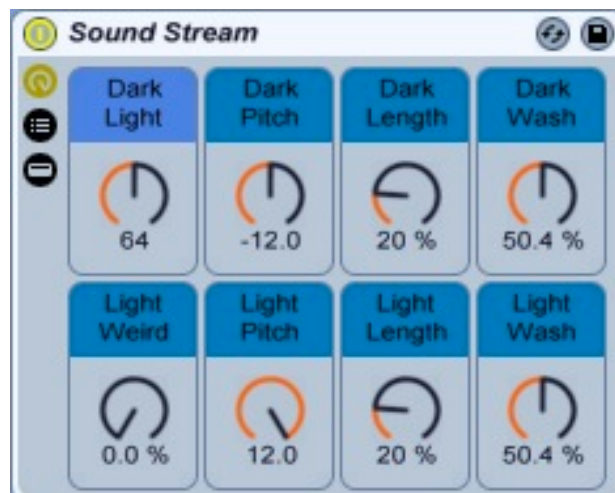 Sound Stream
Dark Dark Dark Dark
Light Pitch Length Wash
64 -12.0 20 % 50.4 %
Light Light Light Light
Weird Pitch Length Wash
0.0 % 12.0 20 % 50.4 %